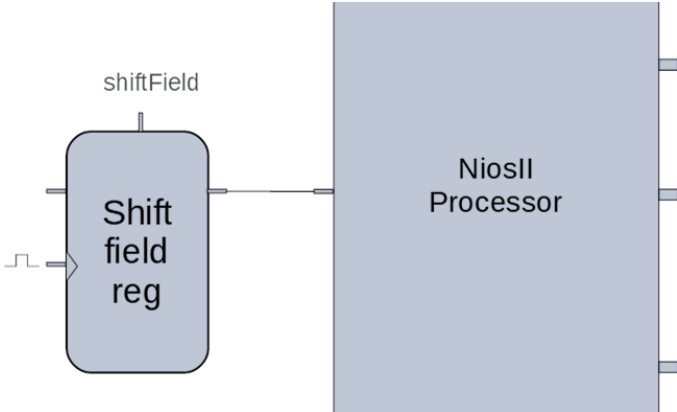 shiftField
Shift
field
reg
NiosII
Processor